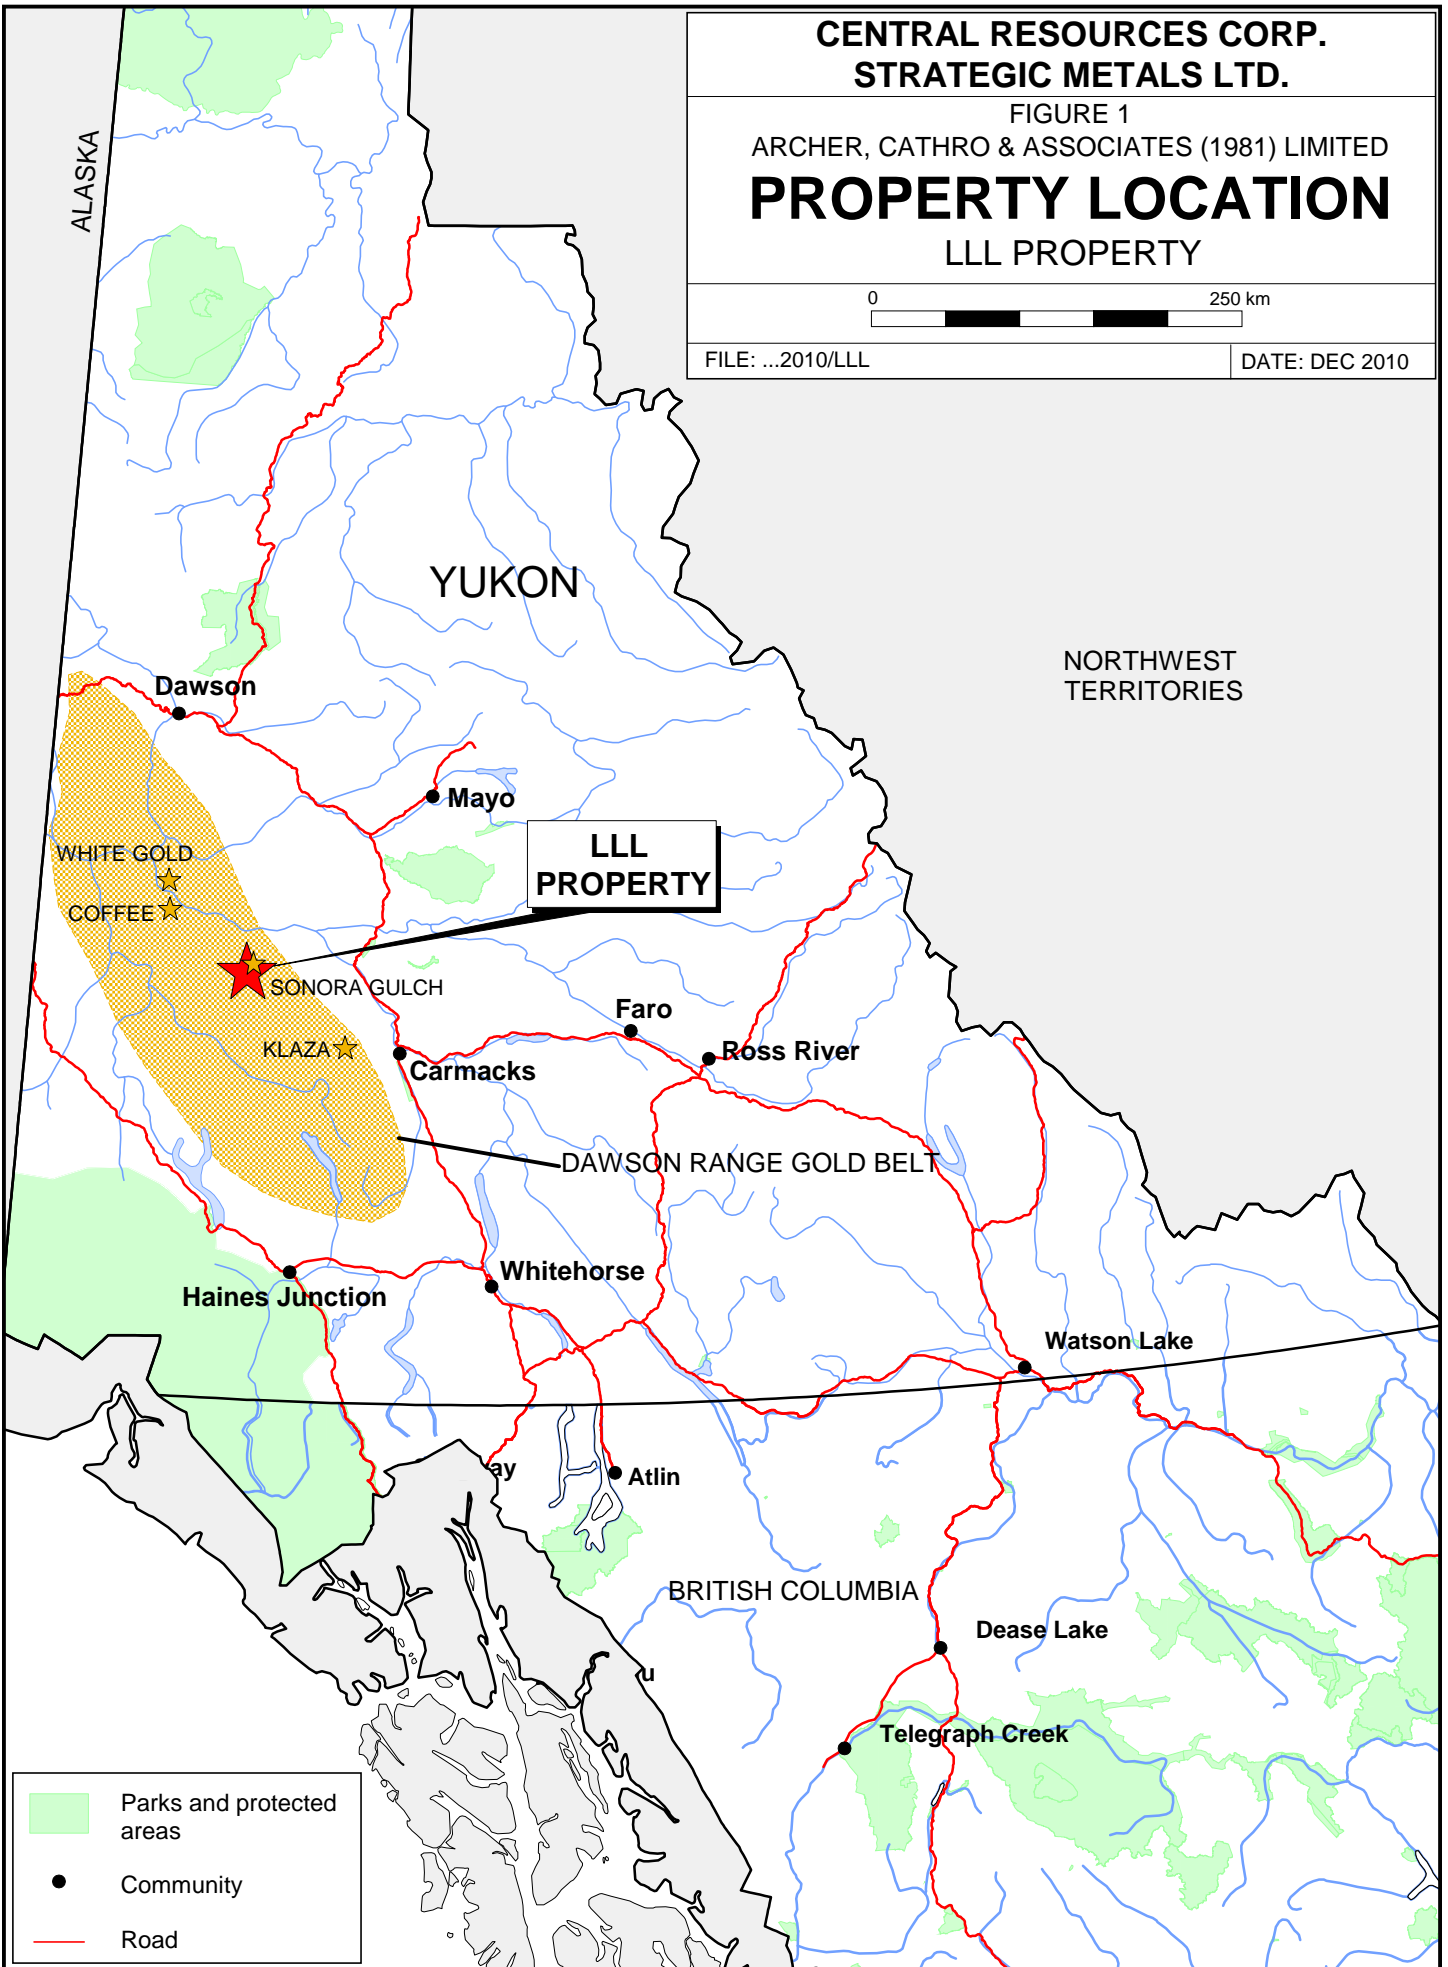 CENTRAL RESOURCES CORP.
STRATEGIC METALS LTD.
FIGURE 1
ARCHER, CATHRO & ASSOCIATES (1981) LIMITED
PROPERTY LOCATION
LLL PROPERTY
0 250 km
FILE: ...2010/LLL DATE: DEC 2010
ALASKA
YUKON
NORTHWEST
TERRITORIES
Dawson
Mayo
LLL
PROPERTY
WHITE GOLD
COFFEE
SONORA GULCH
KLAZA
Carmacks
Faro
Ross River
DAWSON RANGE GOLD BELT
Whitehorse
Haines Junction
Watson Lake
ay
Atlin
BRITISH COLUMBIA
Dease Lake
u
Telegraph Creek
Parks and protected
areas
Community
Road